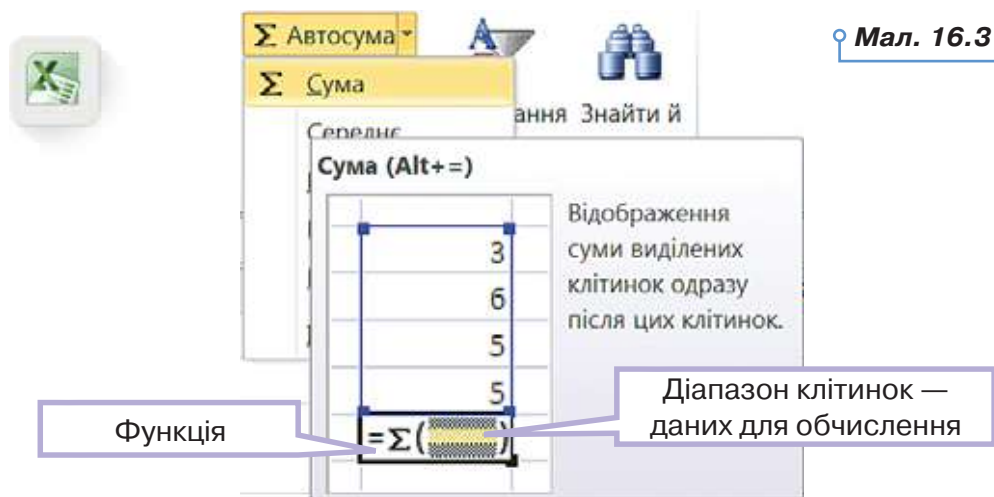 Мал. 16.3
Σ Автосума
Σ Сума
Середнє
ання Знайти й
Сума (Alt+=)
3
6
5
5
=Σ( )
Відображення
суми виділених
клітинок одразу
після цих клітинок.
Функція
Діапазон клітинок —
даних для обчислення